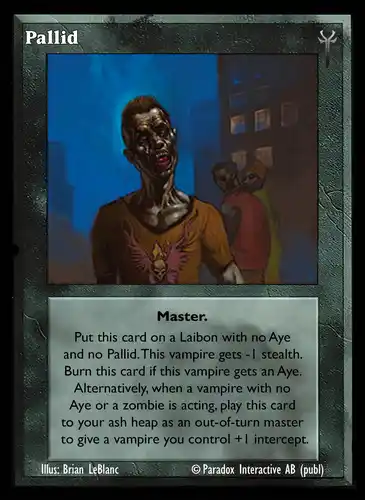 Pallid
Master.
Put this card on a Laibon with no Aye
and no Pallid. This vampire gets -1 stealth.
Burn this card if this vampire gets an Aye.
Alternatively, when a vampire with no
Aye or a zombie is acting, play this card
to your ash heap as an out-of-turn master
to give a vampire you control +1 intercept.
Illus: Brian LeBlanc © Paradox Interactive AB (publ)